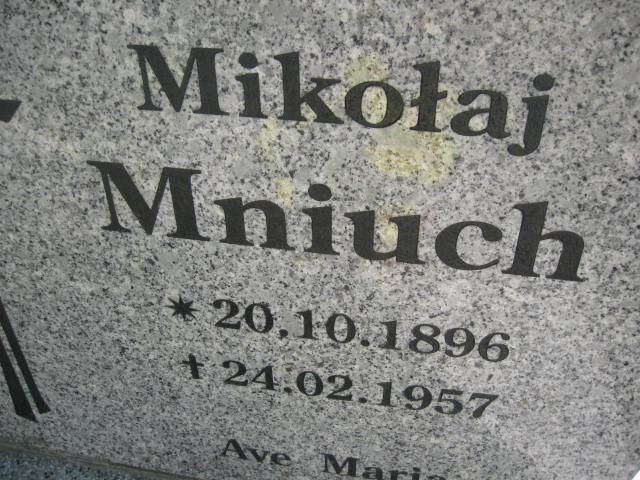 Mikołaj
Mniuch
* 20.10.1896
✝ 24.02.1957
Ave Maria